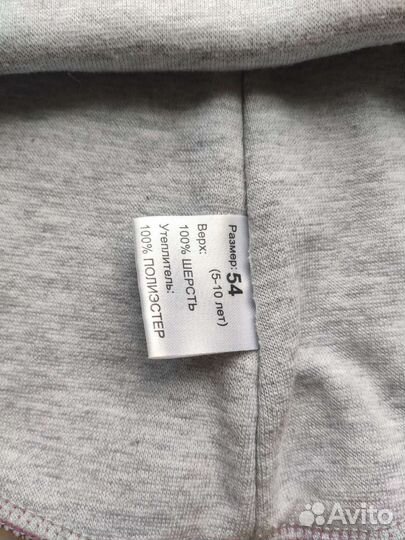 Размер: 54
(5-10 лет)
Верх:
100% ШЕРСТЬ
Утеплитель:
100% ПОЛИЭСТЕР
Avito